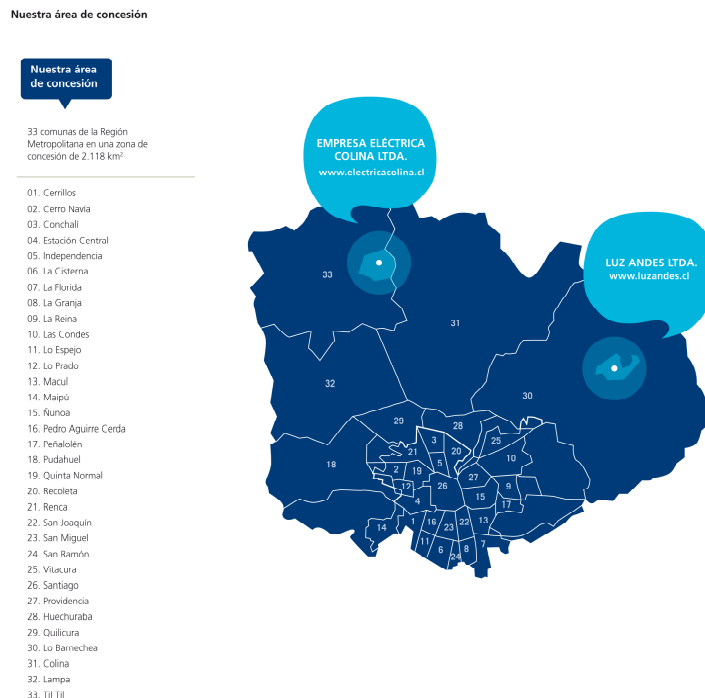 Nuestra área de concesión
Nuestra área
de concesión
33 comunas de la Región
Metropolitana en una zona de
concesión de 2.118 km²
01. Cerrillos
02. Cerro Navia
03. Conchalí
04. Estación Central
05. Independencia
06. La Cisterna
07. La Florida
08. La Granja
09. La Reina
10. Las Condes
11. Lo Espejo
12. Lo Prado
13. Macul
14. Maipú
15. Ñunoa
16. Pedro Aguirre Cerda
17. Peñalolén
18. Pudahuel
19. Quinta Normal
20. Recoleta
21. Renca
22. San Joaquín
23. San Miguel
24. San Ramón
25. Vitacura
26. Santiago
27. Providencia
28. Huechuraba
29. Quilicura
30. Lo Barnechea
31. Colina
32. Lampa
33. Til Til
EMPRESA ELÉCTRICA
COLINA LTDA.
www.electricacolina.cl
LUZ ANDES LTDA.
www.luzandes.cl
33
31
32
30
29
28
3
25
21
20
10
18
5
2
19
27
12
26
9
15
4
17
14
1
16
23
22
13
11
6
8
7
24